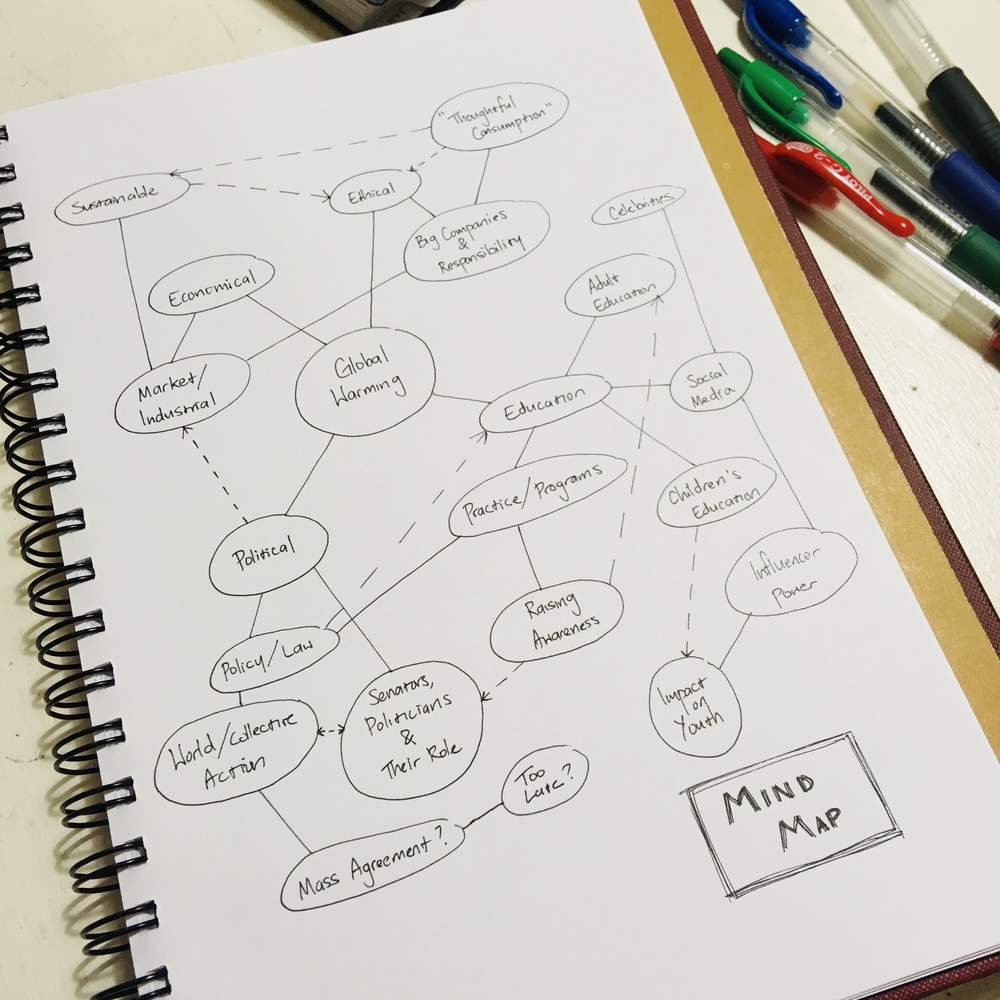 "Thoughtful
Consumption"
Sustainable
Ethical
Big Companies
&
Responsibility
Celebrities
Economical
Adult
Education
Market/
Industrial
Global
Warming
Education
Social
Media
Practice/Programs
Children's
Education
Political
Influencer
Power
Raising
Awareness
Policy/Law
World/Collective
Action
Senators,
Politicians
&
Their Role
Impact
on
Youth
Too
Late?
Mass Agreement?
MIND
MAP
PILOT G-2